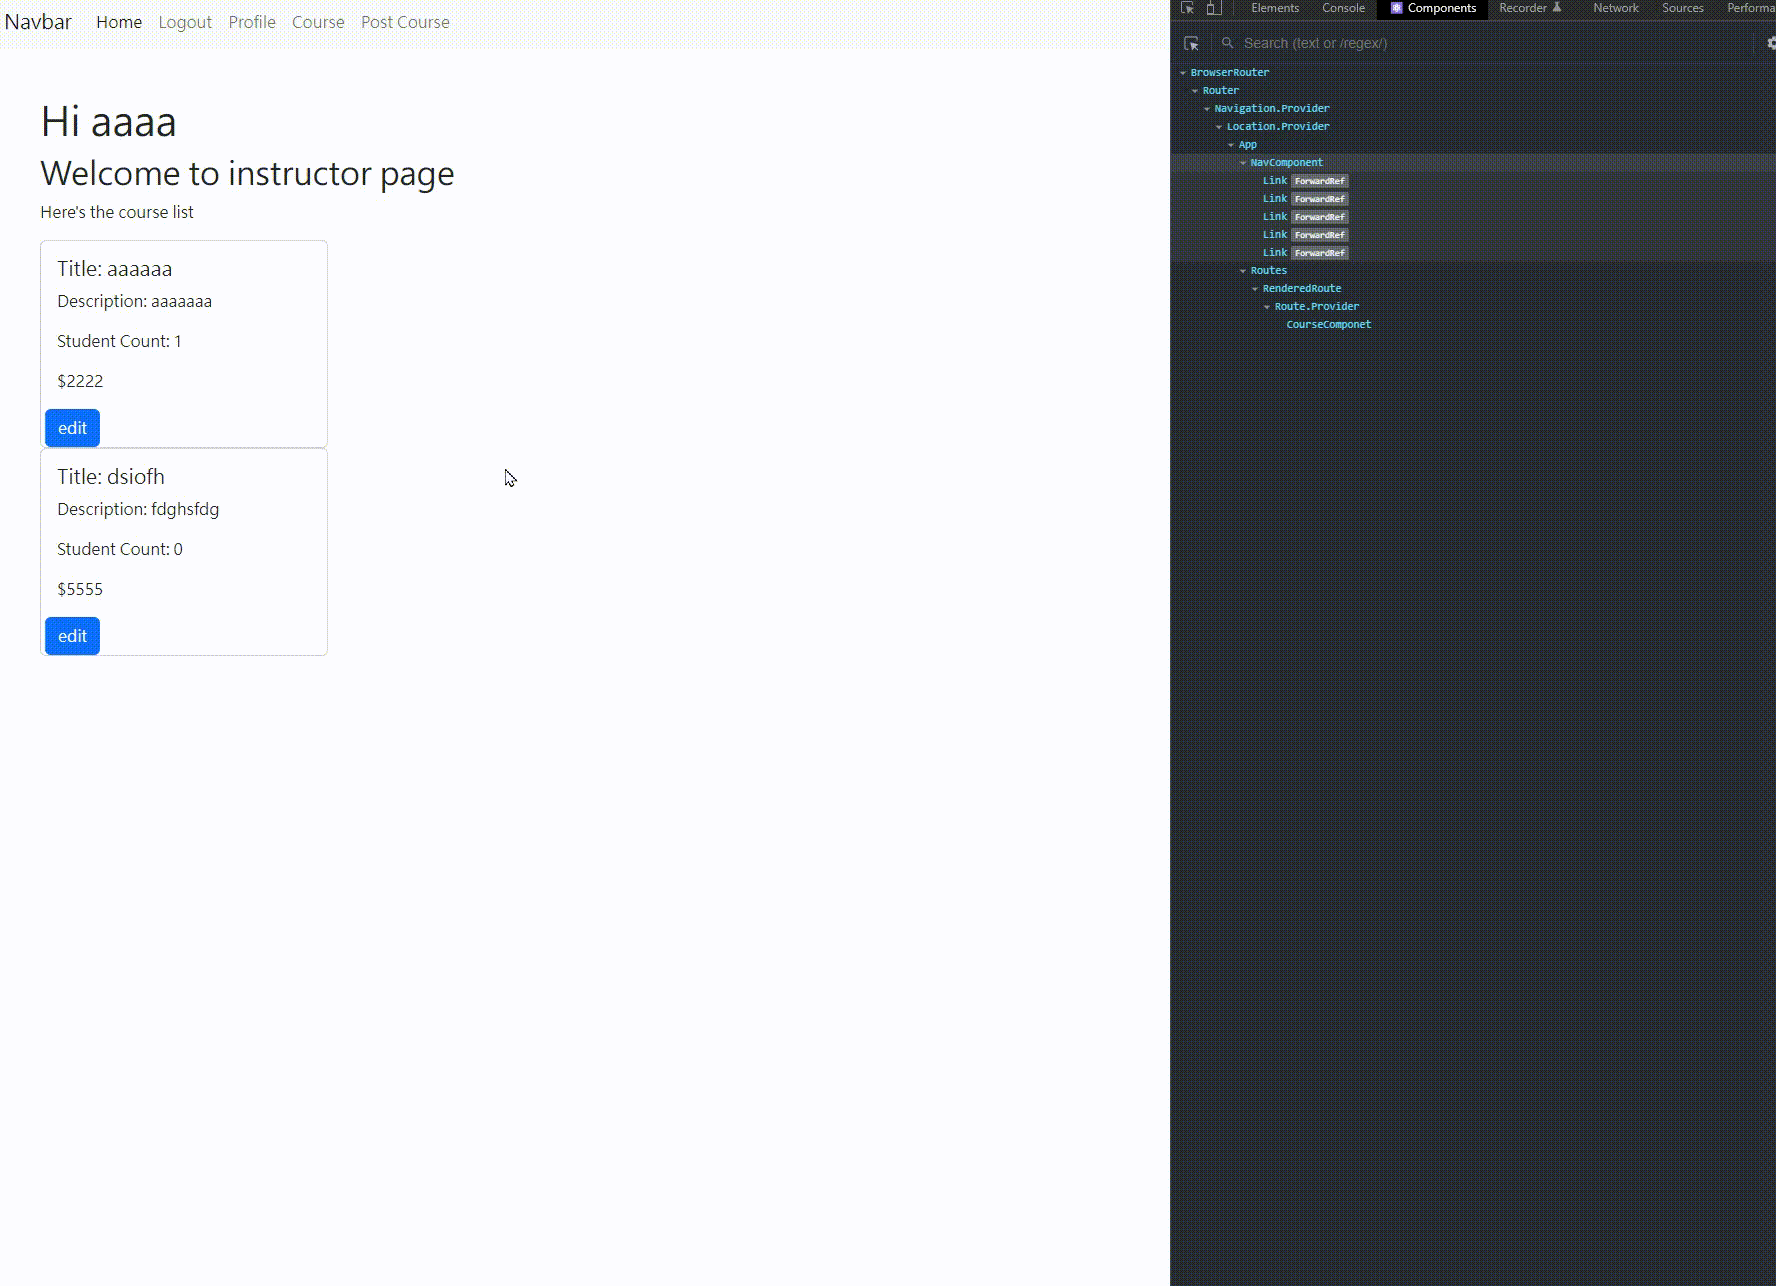 Navbar Home Logout Profile Course Post Course
Hi aaaa
Welcome to instructor page
Here's the course list
Title: aaaaaa
Description: aaaaaaa
Student Count: 1
$2222
edit
Title: dsiofh
Description: fdghsfdg
Student Count: 0
$5555
edit
Elements Console Components Recorder Network Sources Performa
Search (text or /regex/)
BrowserRouter
Router
Navigation.Provider
Location.Provider
App
NavComponent
Link ForwardRef
Link ForwardRef
Link ForwardRef
Link ForwardRef
Link ForwardRef
Routes
RenderedRoute
Route.Provider
CourseComponet